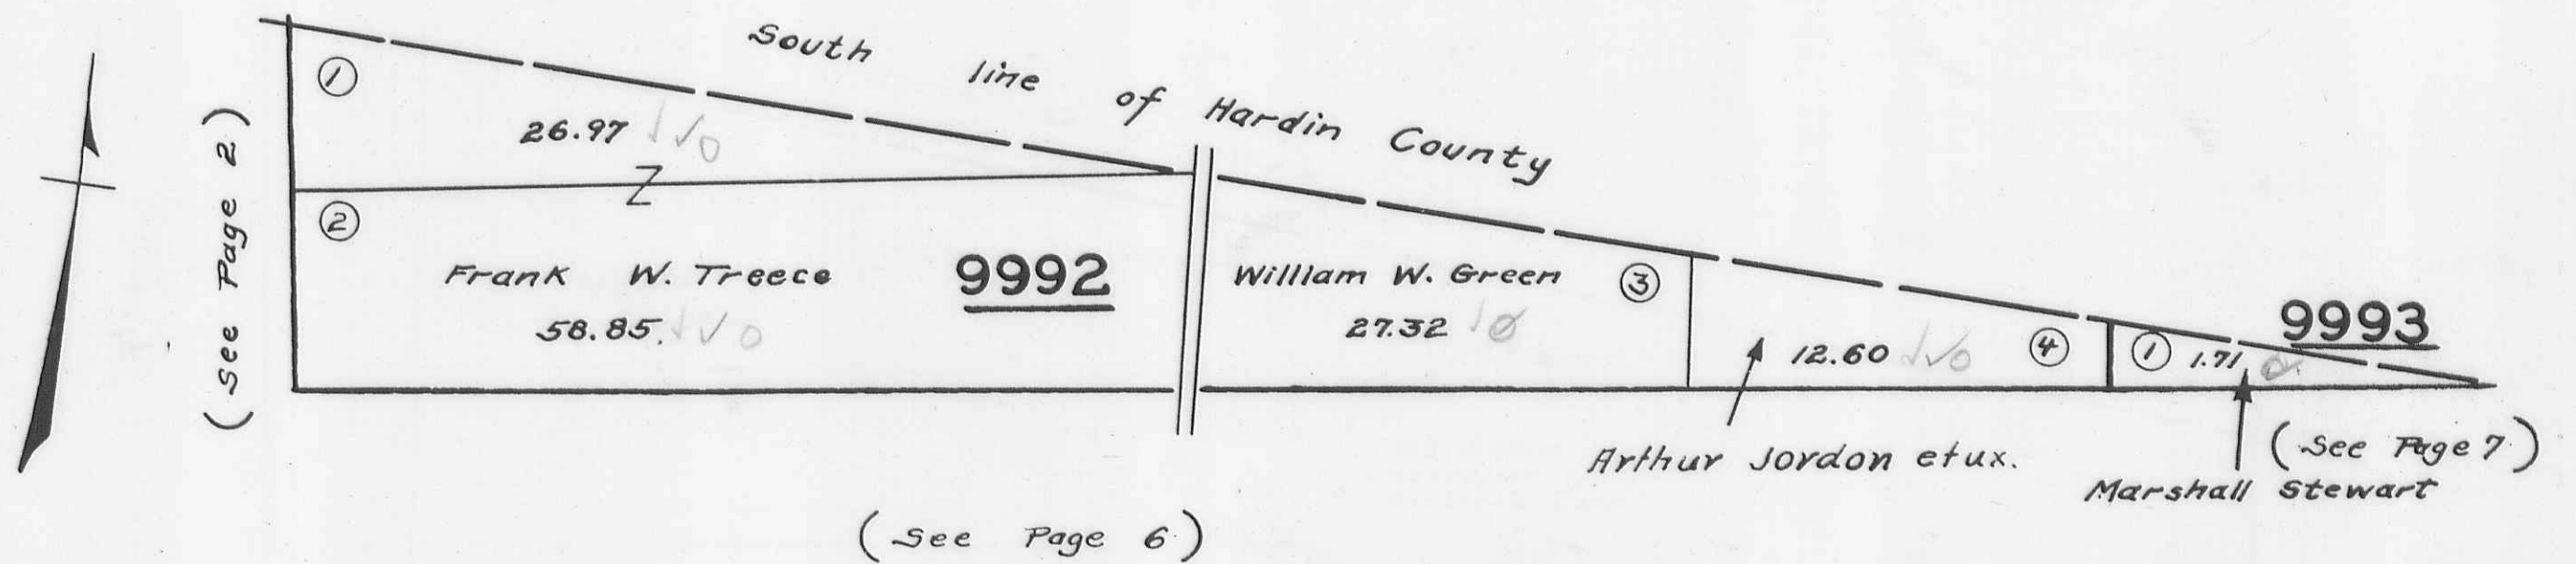 South line of Hardin County
(See Page 2)
①
26.97
②
Frank W. Treece
58.85
9992
William W. Green
③
27.32
12.60
④
①
1.71
9993
Arthur Jordon etux.
(See Page 7)
Marshall Stewart
(See Page 6)